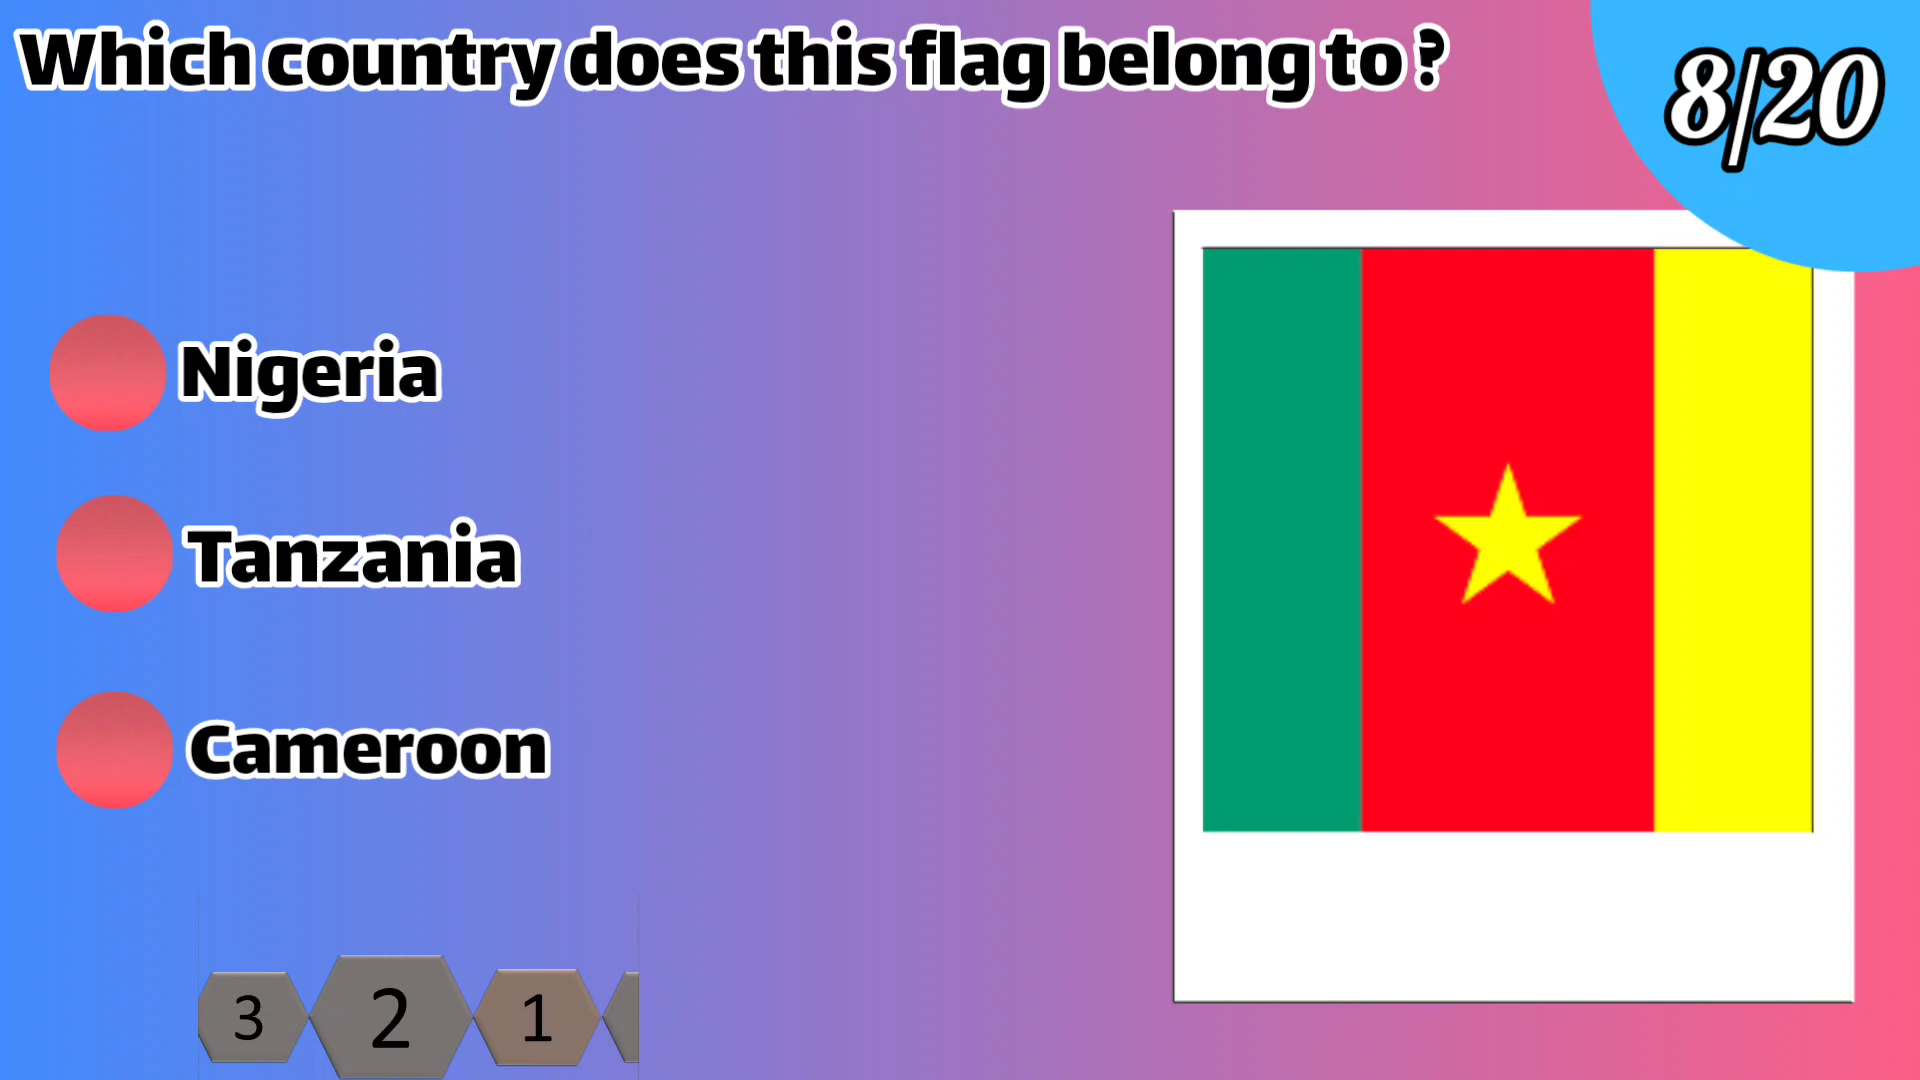 Which country does this flag belong to ?
8/20
Nigeria
Tanzania
Cameroon
3 2 1